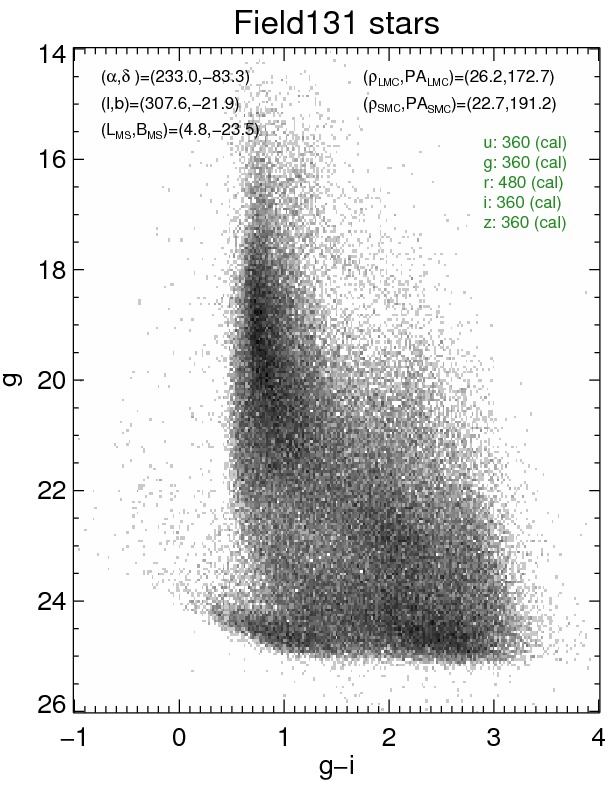 Field131 stars
(α,δ )=(233.0,−83.3)
(ρLMC,PALMC)=(26.2,172.7)
(l,b)=(307.6,−21.9)
(ρSMC,PASMC)=(22.7,191.2)
(LMS,BMS)=(4.8,−23.5)
u: 360 (cal)
g: 360 (cal)
r: 480 (cal)
i: 360 (cal)
z: 360 (cal)
14
16
18
20
22
24
26
g
−1 0 1 2 3 4
g−i